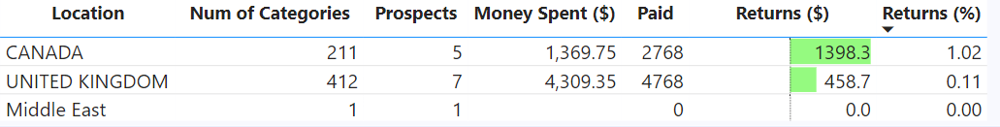 Location Num of Categories Prospects Money Spent ($) Paid Returns ($) Returns (%)
CANADA 211 5 1,369.75 2768 1398.3 1.02
UNITED KINGDOM 412 7 4,309.35 4768 458.7 0.11
Middle East 1 1 0 0.0 0.00